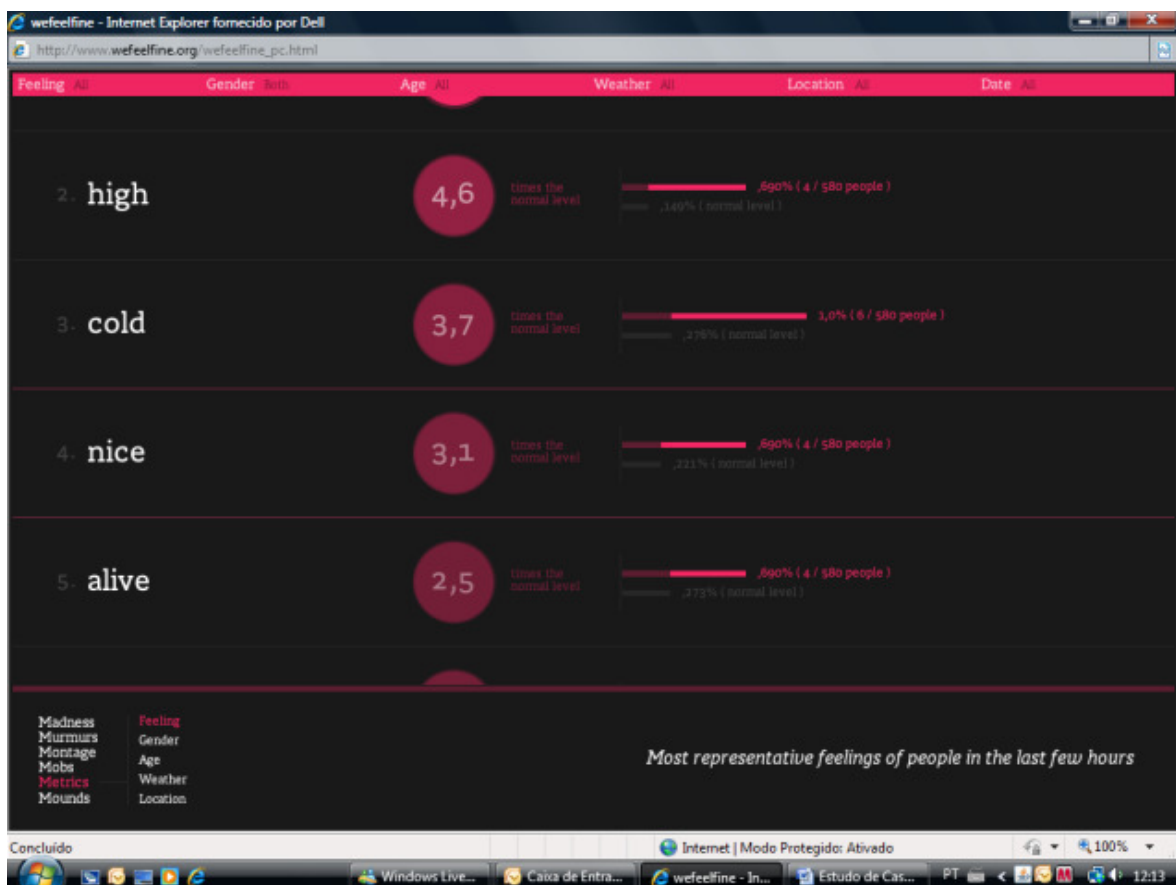 wefeelfine - Internet Explorer fornecido por Dell
http://www.wefeelfine.org/wefeelfine_pc.html
Feeling All Gender Both Age All Weather All Location All Date All
2. high 4,6 times the normal level ,690% ( 4 / 580 people )
,149% ( normal level )
3. cold 3,7 times the normal level 1,0% ( 6 / 580 people )
,276% ( normal level )
4. nice 3,1 times the normal level ,690% ( 4 / 580 people )
,221% ( normal level )
5. alive 2,5 times the normal level ,690% ( 4 / 580 people )
,273% ( normal level )
Madness
Murmurs
Montage
Mobs
Metrics
Mounds
Feeling
Gender
Age
Weather
Location
Most representative feelings of people in the last few hours
Concluído Internet | Modo Protegido: Ativado 100%
Windows Live... Caixa de Entra... wefeelfine - In... Estudo de Cas... PT 12:13